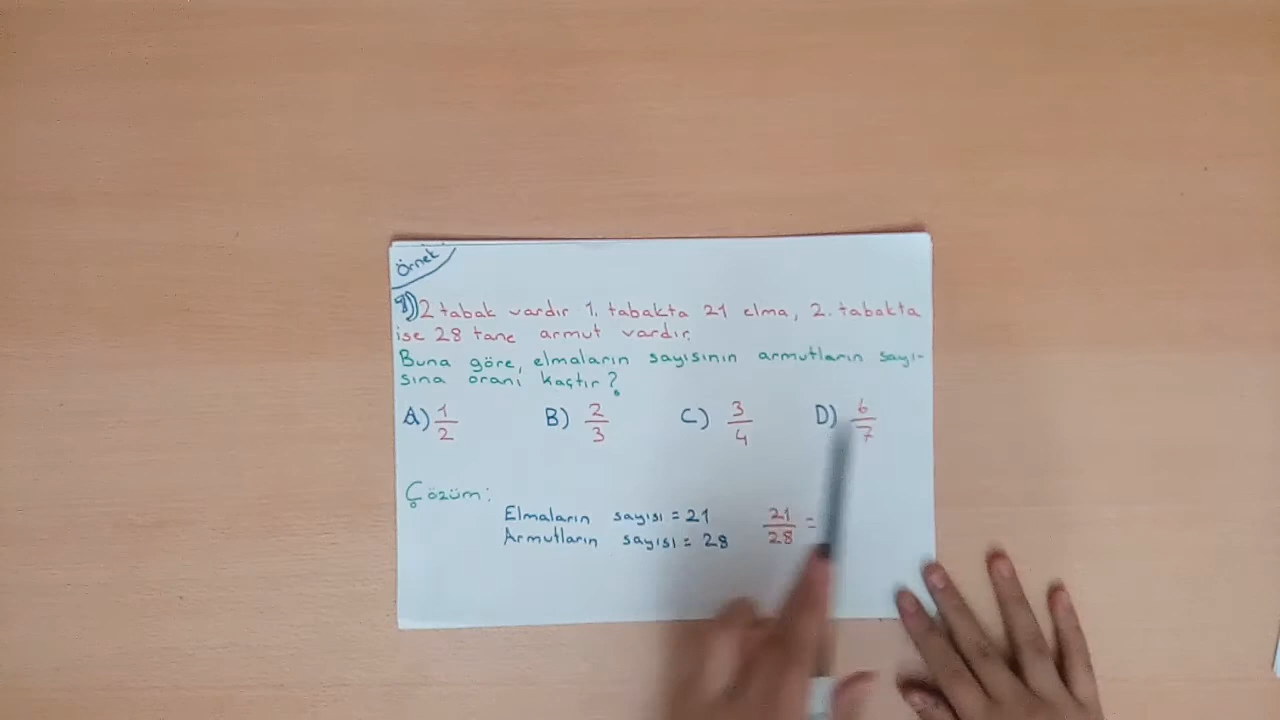 Örnek
8) 2 tabak vardır 1. tabakta 21 elma, 2. tabakta
ise 28 tane armut vardır.
Buna göre, elmaların sayısının armutların sayı-
sına oranı kaçtır?
A) 1/2 B) 2/3 C) 3/4 D) 6/7
Çözüm:
Elmaların sayısı = 21 21/28 =
Armutların sayısı = 28